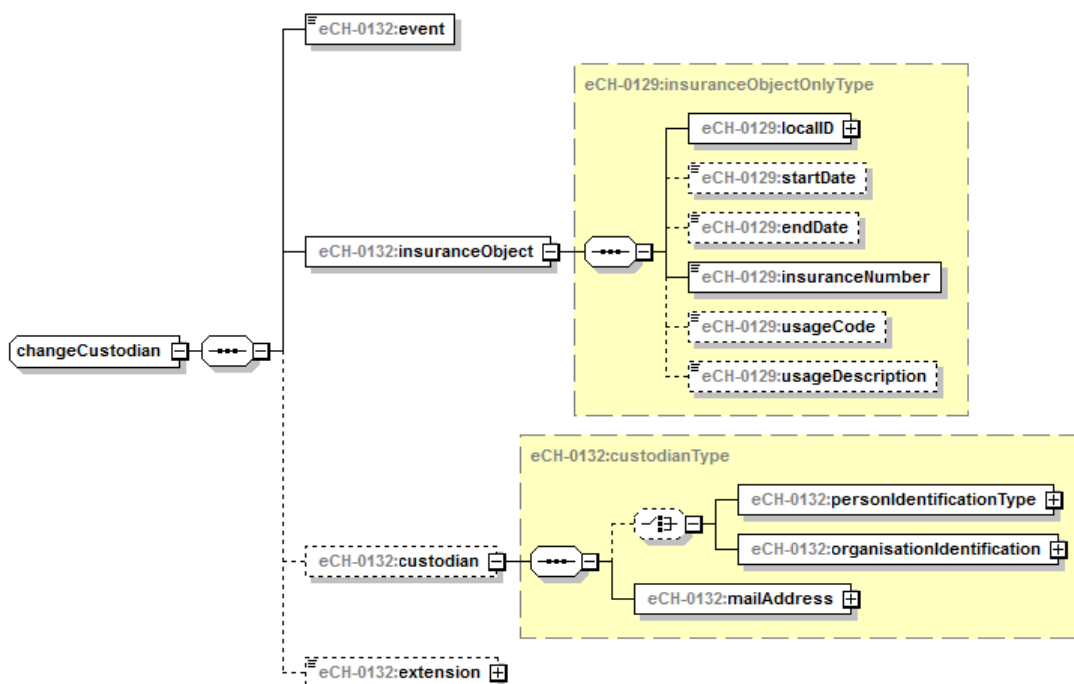 eCH-0132:event
eCH-0129:insuranceObjectOnlyType
eCH-0129:localID
eCH-0129:startDate
eCH-0129:endDate
eCH-0132:insuranceObject
eCH-0129:insuranceNumber
eCH-0129:usageCode
changeCustodian
eCH-0129:usageDescription
eCH-0132:custodianType
eCH-0132:personIdentificationType
eCH-0132:organisationIdentification
eCH-0132:custodian
eCH-0132:mailAddress
eCH-0132:extension